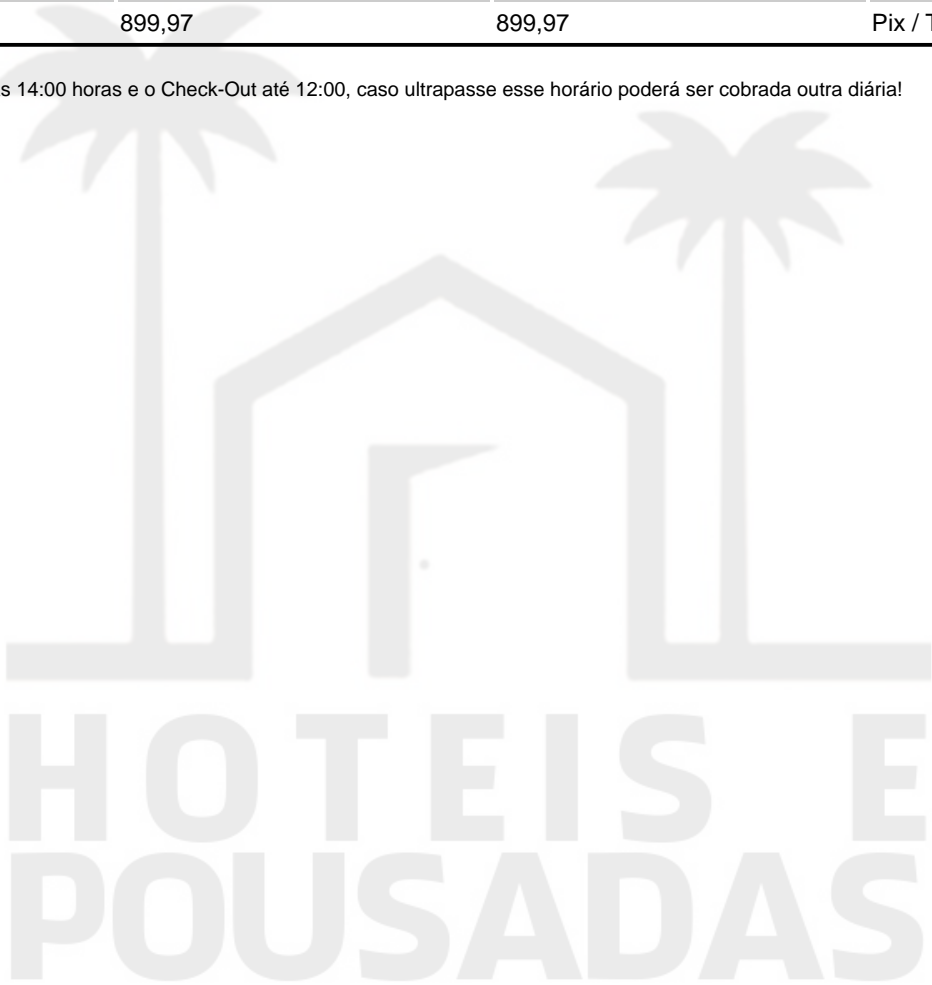 899,97 899,97 Pix /
14:00 horas e o Check-Out até 12:00, caso ultrapasse esse horário poderá ser cobrada outra diária!
HOTEIS E
POUSADAS